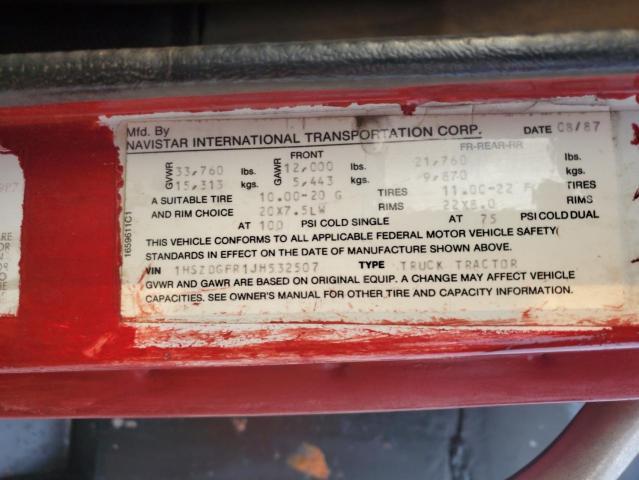 Mfd. By
NAVISTAR INTERNATIONAL TRANSPORTATION CORP. DATE 08/87
FRONT FR-REAR-RR
GVWR 33,760 lbs. GAWR 12,000 lbs. 21,760 lbs.
15,313 kgs. 5,443 kgs. 9,870 kgs.
A SUITABLE TIRE 10.00-20 G TIRES 11.00-22 TIRES
AND RIM CHOICE 20X7.5LW RIMS 22X8.0 RIMS
AT 100 PSI COLD SINGLE AT 75 PSI COLD DUAL
THIS VEHICLE CONFORMS TO ALL APPLICABLE FEDERAL MOTOR VEHICLE SAFETY
STANDARDS IN EFFECT ON THE DATE OF MANUFACTURE SHOWN ABOVE.
VIN 1HSZDGFR1JH532507 TYPE TRUCK TRACTOR
GVWR AND GAWR ARE BASED ON ORIGINAL EQUIP. A CHANGE MAY AFFECT VEHICLE
CAPACITIES. SEE OWNER'S MANUAL FOR OTHER TIRE AND CAPACITY INFORMATION.
1659611C1